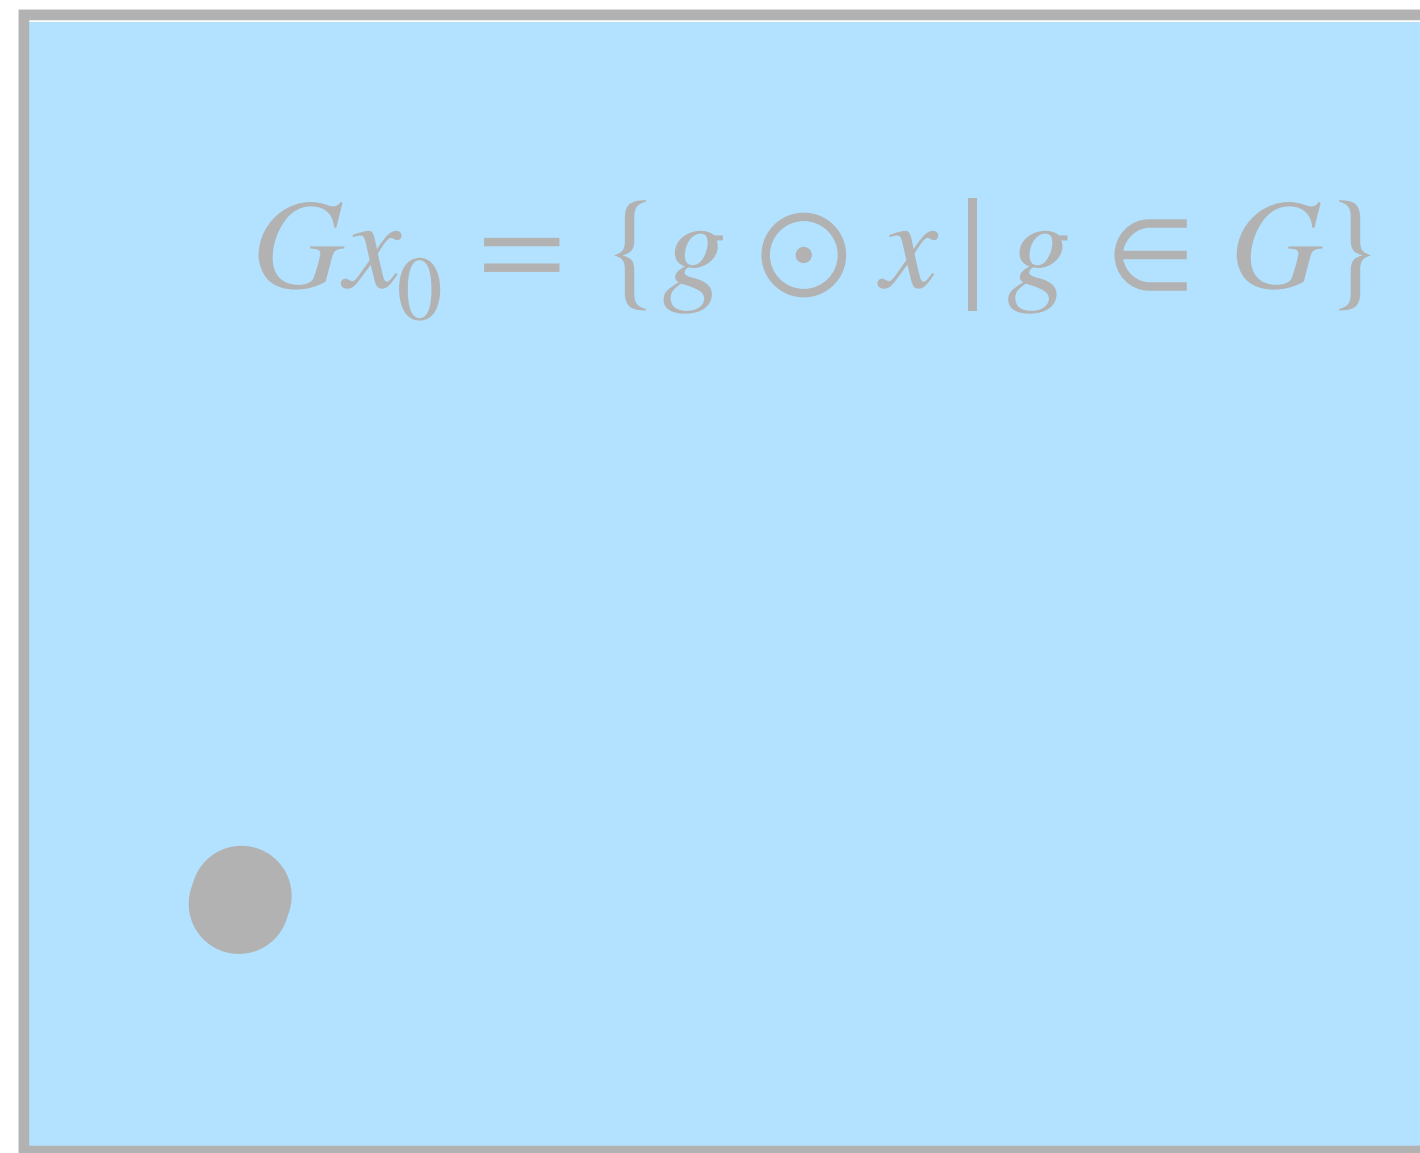 Gx₀ = {g ⊙ x | g ∈ G}